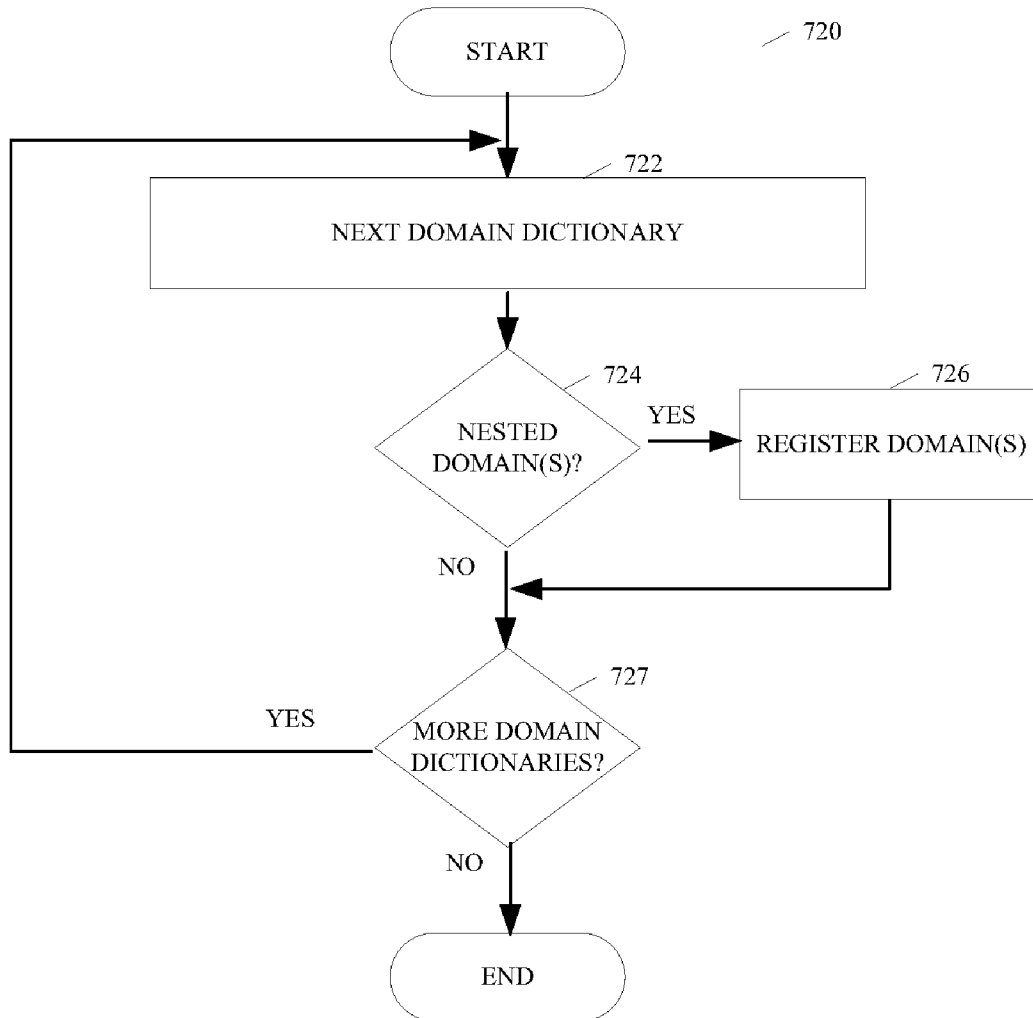 START
720
722
NEXT DOMAIN DICTIONARY
724
726
NESTED
DOMAIN(S)?
YES
REGISTER DOMAIN(S)
NO
727
YES
MORE DOMAIN
DICTIONARIES?
NO
END